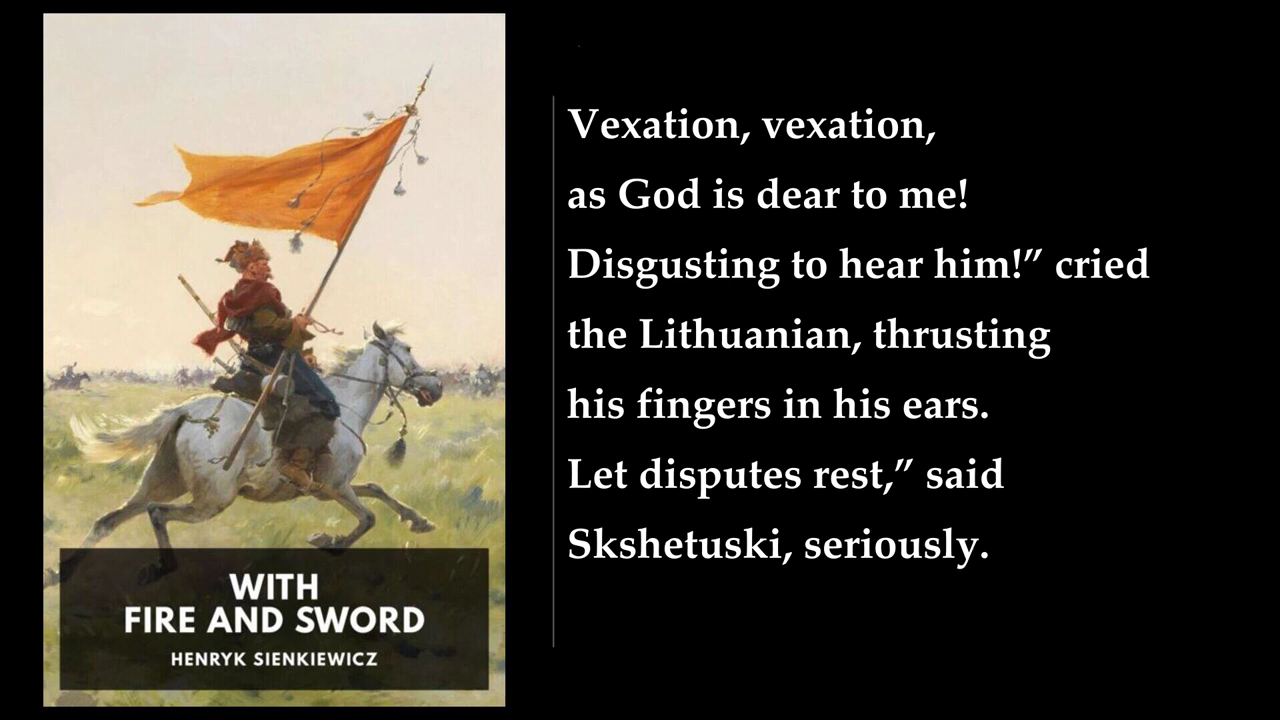 WITH
FIRE AND SWORD
HENRYK SIENKIEWICZ
Vexation, vexation,
as God is dear to me!
Disgusting to hear him!” cried
the Lithuanian, thrusting
his fingers in his ears.
Let disputes rest,” said
Skshetuski, seriously.